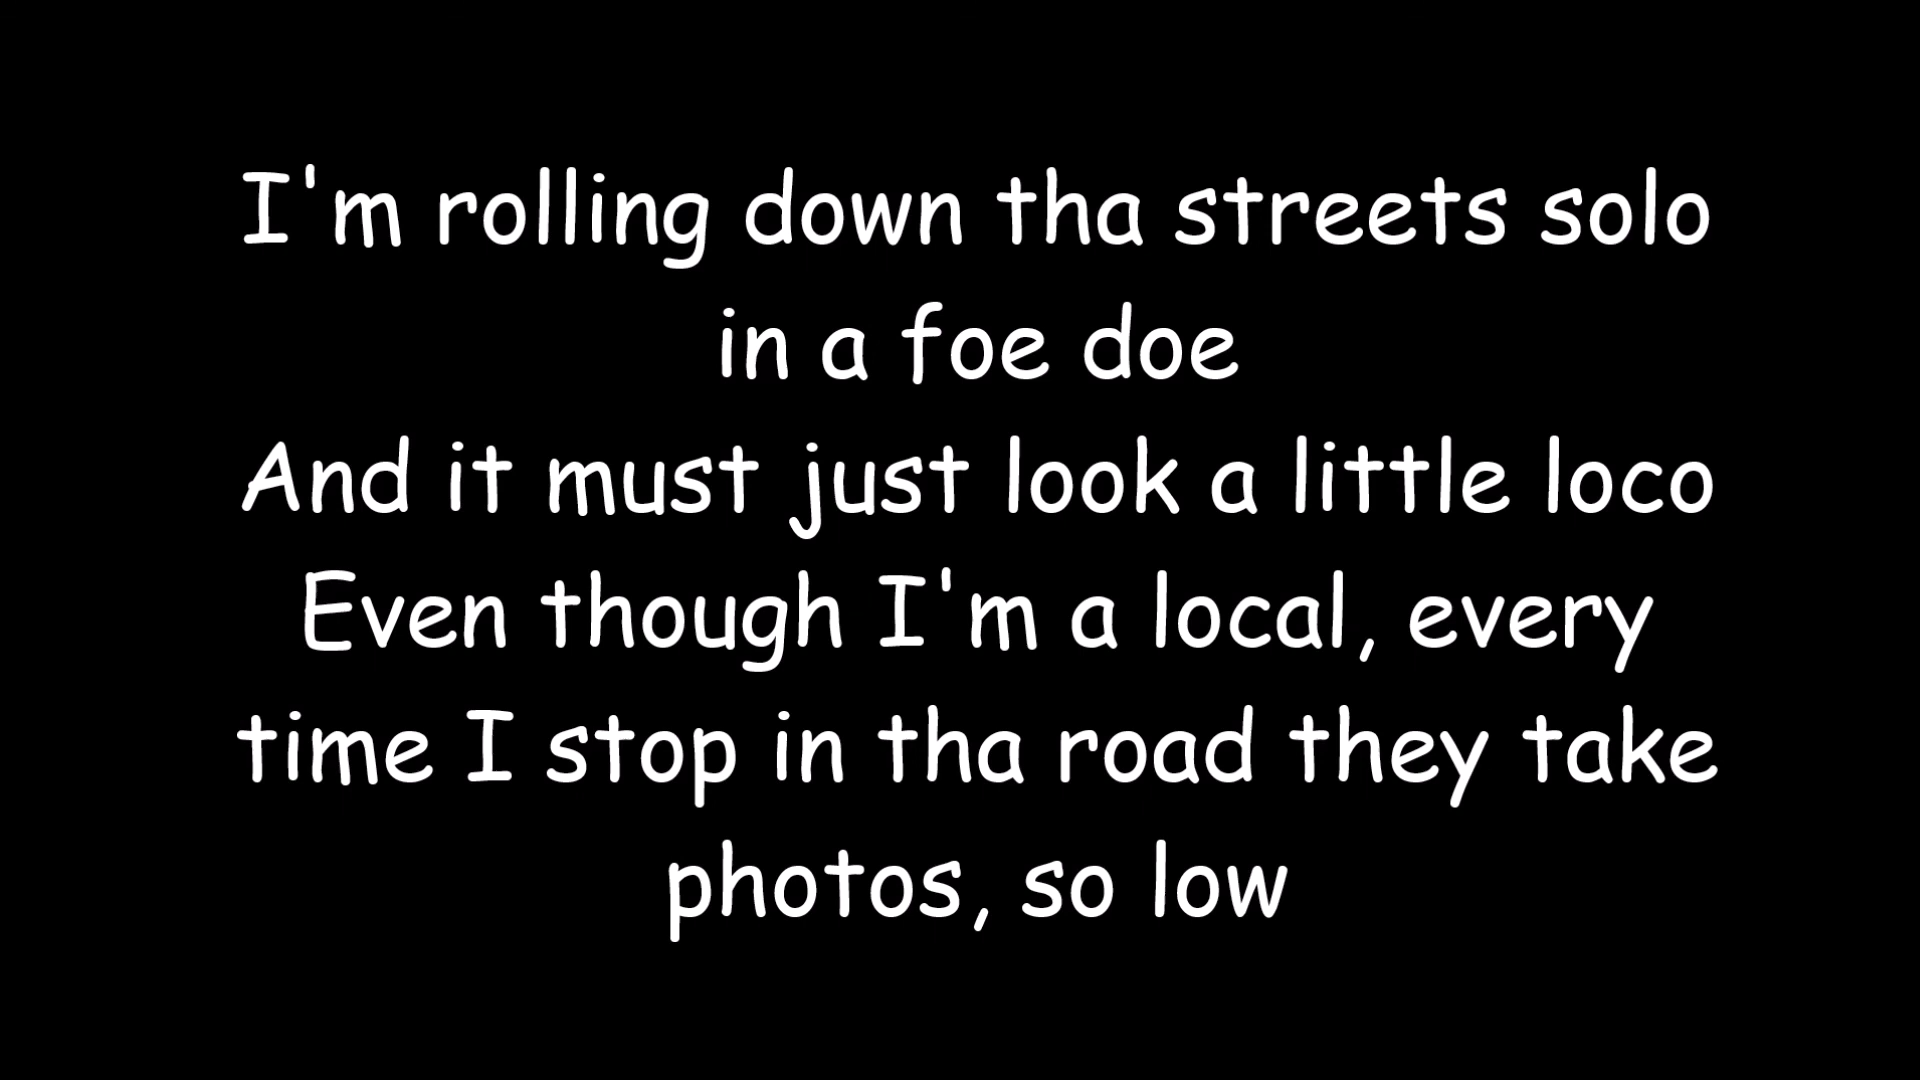 I'm rolling down tha streets solo
in a foe doe
And it must just look a little loco
Even though I'm a local, every
time I stop in tha road they take
photos, so low